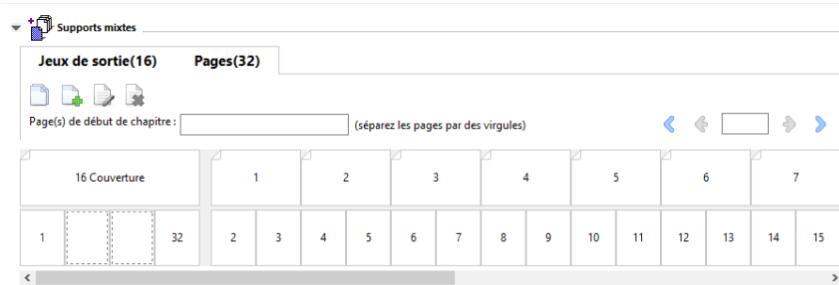 Supports mixtes
Jeux de sortie(16) Pages(32)
Page(s) de début de chapitre : (séparez les pages par des virgules)
16 Couverture 1 2 3 4 5 6 7
1 32 2 3 4 5 6 7 8 9 10 11 12 13 14 15